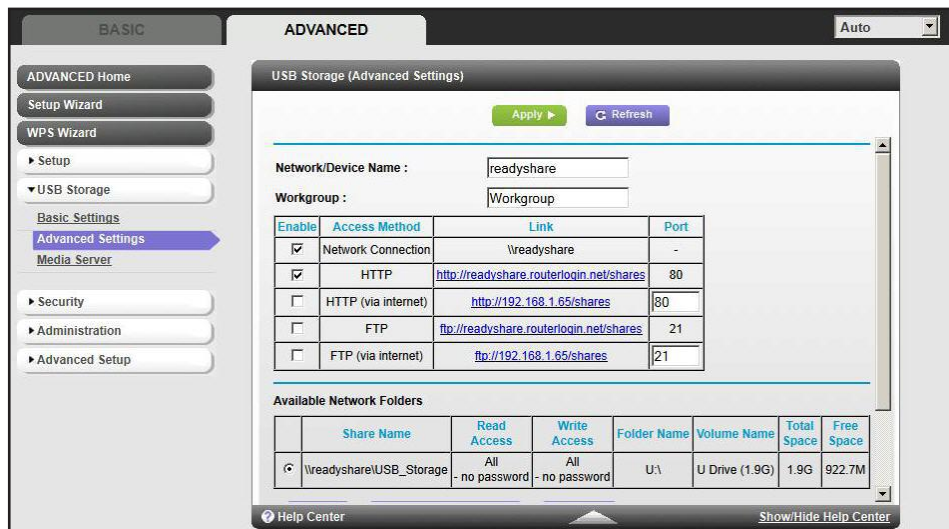 BASIC
ADVANCED
Auto
ADVANCED Home
Setup Wizard
WPS Wizard
Setup
USB Storage
Basic Settings
Advanced Settings
Media Server
Security
Administration
Advanced Setup
USB Storage (Advanced Settings)
Apply
Refresh
Network/Device Name : readyshare
Workgroup : Workgroup
Enable Access Method Link Port
Network Connection \\readyshare -
HTTP http://readyshare.routerlogin.net/shares 80
HTTP (via internet) http://192.168.1.65/shares 80
FTP ftp://readyshare.routerlogin.net/shares 21
FTP (via internet) ftp://192.168.1.65/shares 21
Available Network Folders
Share Name Read Access Write Access Folder Name Volume Name Total Space Free Space
\\readyshare\USB_Storage All - no password All - no password U:\ U Drive (1.9G) 1.9G 922.7M
Help Center
Show/Hide Help Center